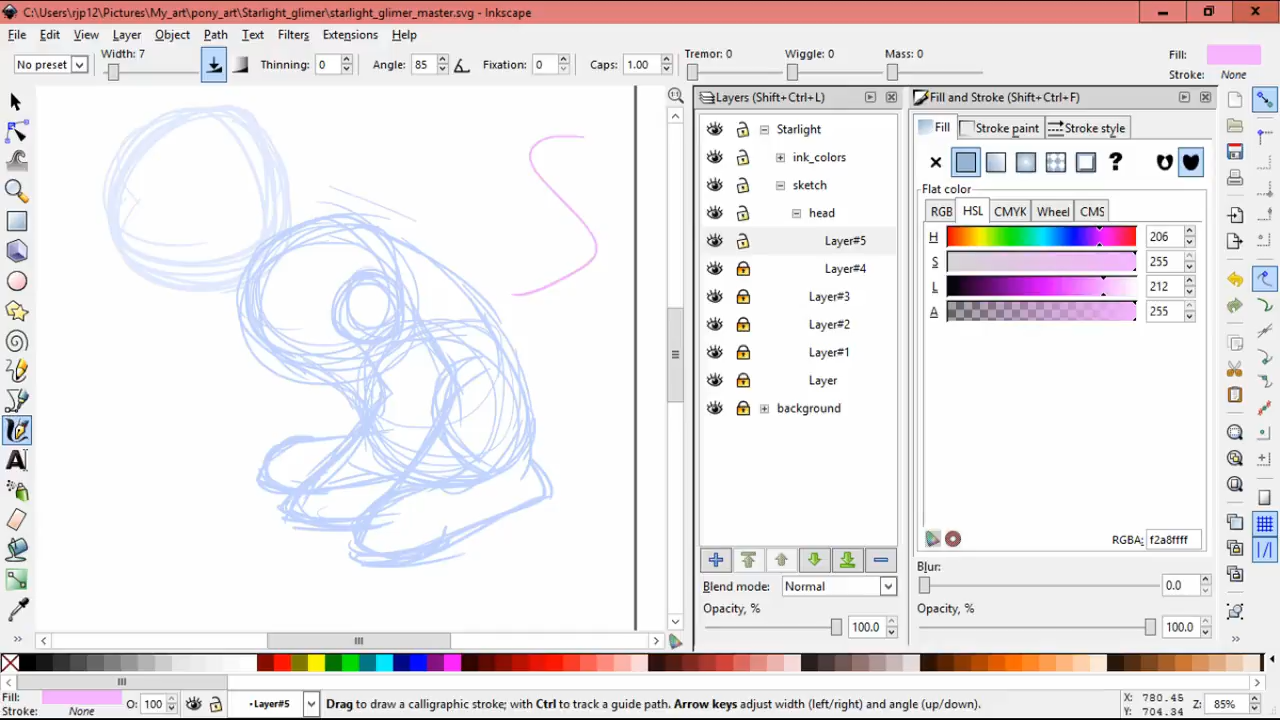 C:\Users\rjp12\Pictures\My_art\pony_art\Starlight_glimer\starlight_glimer_master.svg - Inkscape
File Edit View Layer Object Path Text Filters Extensions Help
No preset Width: 7 Thinning: 0 Angle: 85 Fixation: 0 Caps: 1.00 Tremor: 0 Wiggle: 0 Mass: 0 Fill:
Stroke: None
Layers (Shift+Ctrl+L)
Starlight
ink_colors
sketch
head
Layer#5
Layer#4
Layer#3
Layer#2
Layer#1
Layer
background
Blend mode: Normal
Opacity, % 100.0
Fill and Stroke (Shift+Ctrl+F)
Fill Stroke paint Stroke style
?
Flat color
RGB HSL CMYK Wheel CMS
H 206
S 255
L 212
A 255
RGBA: f2a8ffff
Blur:
0.0
Opacity, %
100.0
Fill:
Stroke: None O: 100 •Layer#5 Drag to draw a calligraphic stroke; with Ctrl to track a guide path. Arrow keys adjust width (left/right) and angle (up/down). X: 780.45
Y: 704.34 Z: 85%